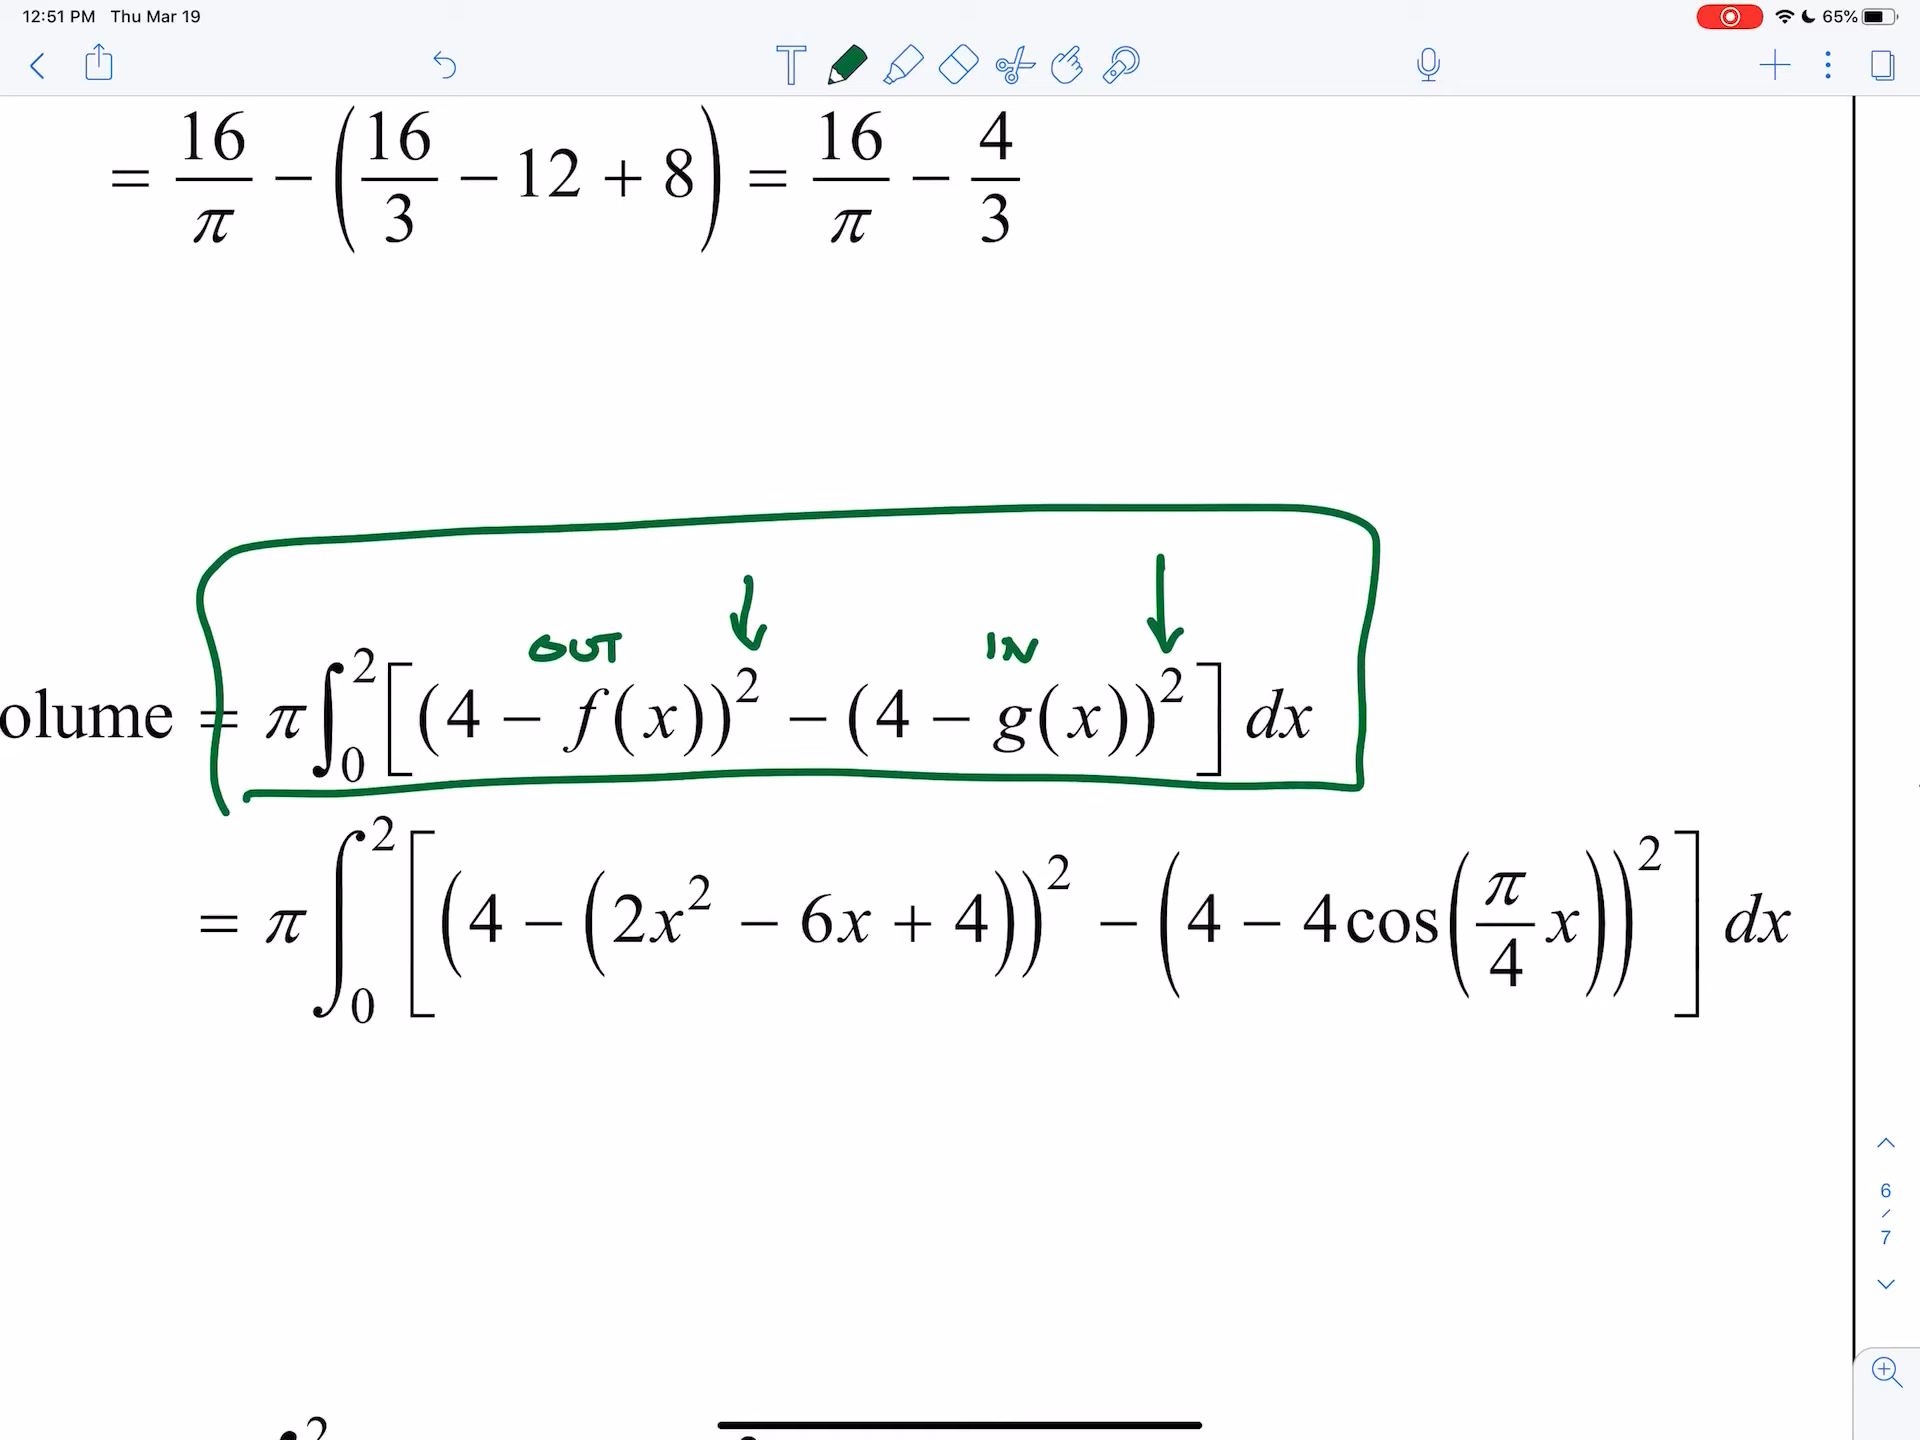 12:51 PM Thu Mar 19 65%
= 16/π − (16/3 − 12 + 8) = 16/π − 4/3
OUT IN
olume = π∫₀² [(4 − f(x))² − (4 − g(x))²] dx
= π∫₀² [(4 − (2x² − 6x + 4))² − (4 − 4cos(π/4 x))²] dx
6
/
7
2